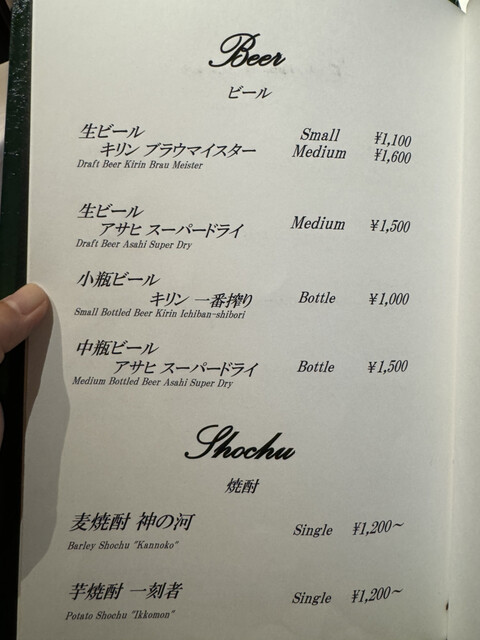 Beer
ビール
生ビール
キリン ブラウマイスター
Draft Beer Kirin Brau Meister
Small ¥1,100
Medium ¥1,600
生ビール
アサヒ スーパードライ
Draft Beer Asahi Super Dry
Medium ¥1,500
小瓶ビール
キリン 一番搾り
Small Bottled Beer Kirin Ichiban-shibori
Bottle ¥1,000
中瓶ビール
アサヒ スーパードライ
Medium Bottled Beer Asahi Super Dry
Bottle ¥1,500
Shochu
焼酎
麦焼酎 神の河
Barley Shochu "Kannoko"
Single ¥1,200~
芋焼酎 一刻者
Potato Shochu "Ikkomon"
Single ¥1,200~